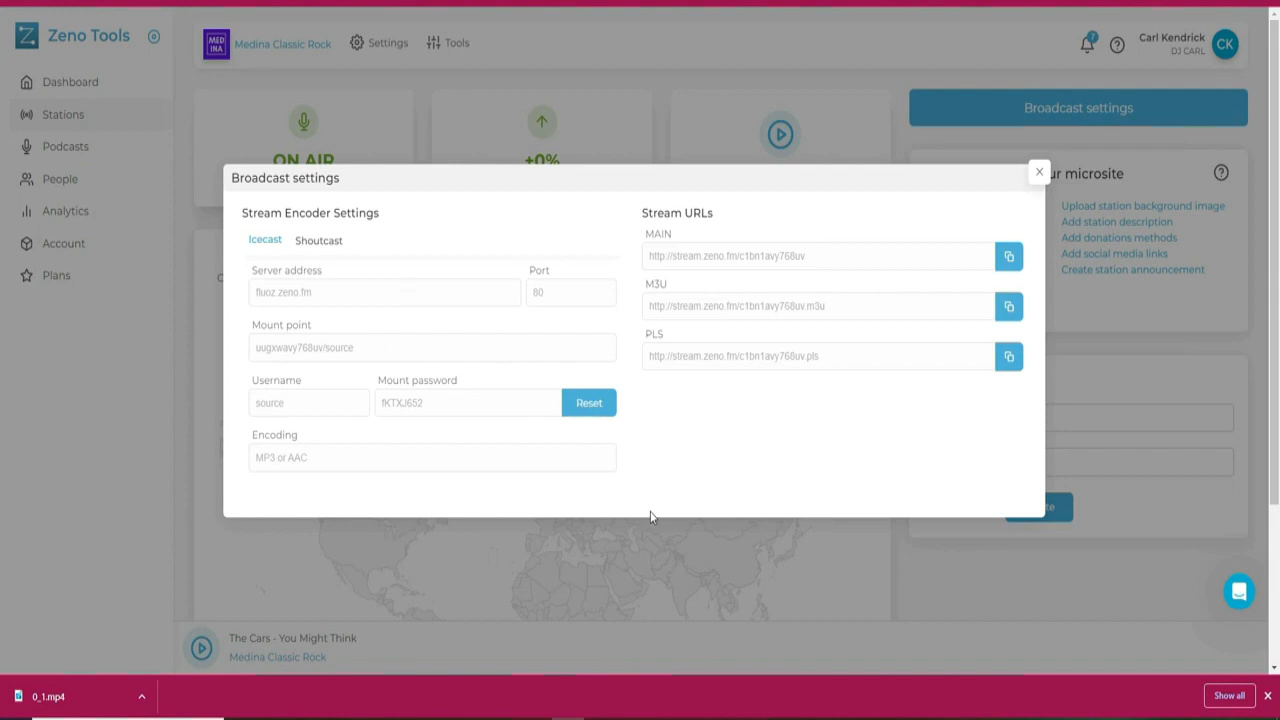 Zeno Tools
MED
INA
Medina Classic Rock
Settings
Tools
7
Carl Kendrick
DJ CARL
CK
Dashboard
Stations
Podcasts
People
Analytics
Account
Plans
ON AIR
+0%
Broadcast settings
ur microsite
Upload station background image
Add station description
Add donations methods
Add social media links
Create station announcement
Broadcast settings
X
Stream Encoder Settings
Icecast
Shoutcast
Server address
Port
fluoz.zeno.fm
80
Mount point
uugxwavy768uv/source
Username
Mount password
source
fKTXJ652
Reset
Encoding
MP3 or AAC
Stream URLs
MAIN
http://stream.zeno.fm/c1bn1avy768uv
M3U
http://stream.zeno.fm/c1bn1avy768uv.m3u
PLS
http://stream.zeno.fm/c1bn1avy768uv.pls
The Cars - You Might Think
Medina Classic Rock
0_1.mp4
Show all